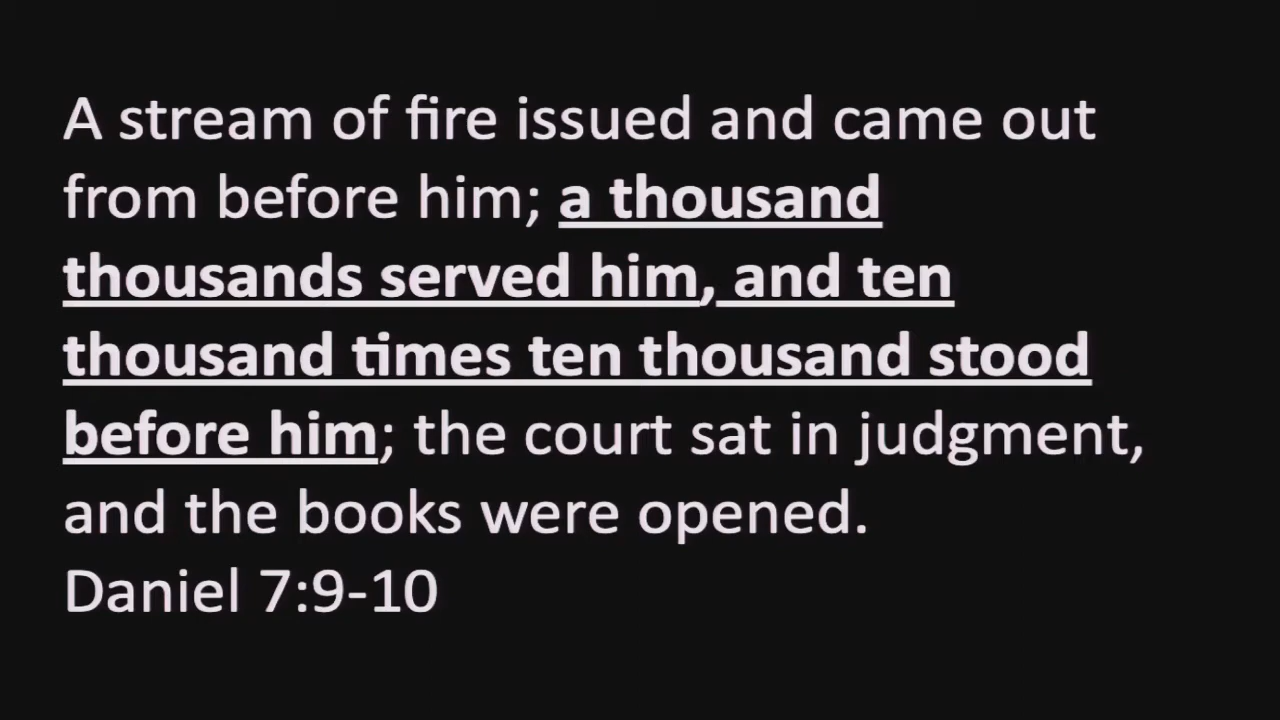 A stream of fire issued and came out
from before him; a thousand
thousands served him, and ten
thousand times ten thousand stood
before him; the court sat in judgment,
and the books were opened.
Daniel 7:9-10